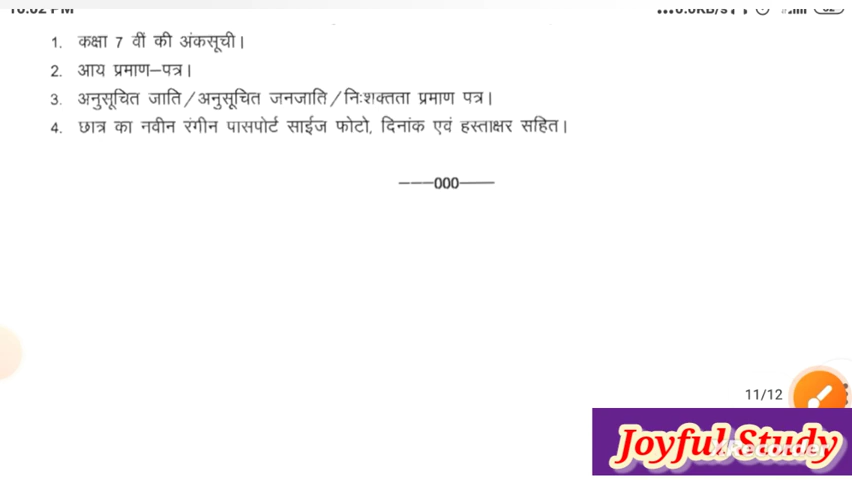 1. कक्षा 7 वीं की अंकसूची।
2. आय प्रमाण–पत्र।
3. अनुसूचित जाति/अनुसूचित जनजाति/निःशक्तता प्रमाण पत्र।
4. छात्र का नवीन रंगीन पासपोर्ट साईज फोटो, दिनांक एवं हस्ताक्षर सहित।
–––000–––
11/12
Joyful Study